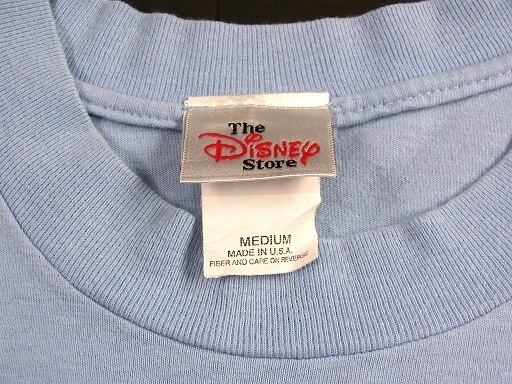 The
Disney
Store
MEDIUM
MADE IN U.S.A.
FIBER AND CARE ON REVERSE